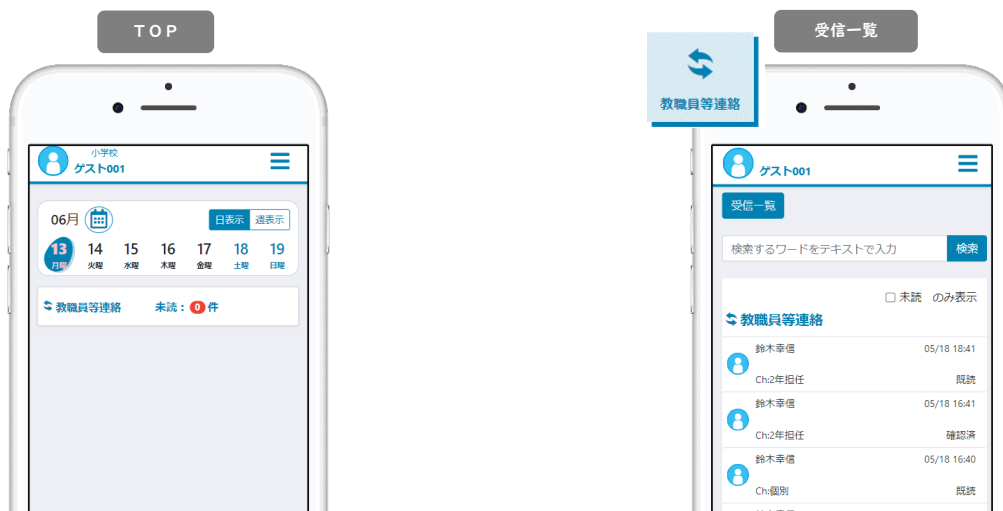 TOP
小学校
ゲスト001
06月
日表示 週表示
13 14 15 16 17 18 19
月曜 火曜 水曜 木曜 金曜 土曜 日曜
教職員等連絡 未読： 0 件
受信一覧
教職員等連絡
ゲスト001
受信一覧
検索するワードをテキストで入力 検索
未読 のみ表示
教職員等連絡
鈴木幸信 05/18 18:41
Ch:2年担任 既読
鈴木幸信 05/18 16:41
Ch:2年担任 確認済
鈴木幸信 05/18 16:40
Ch:個別 既読